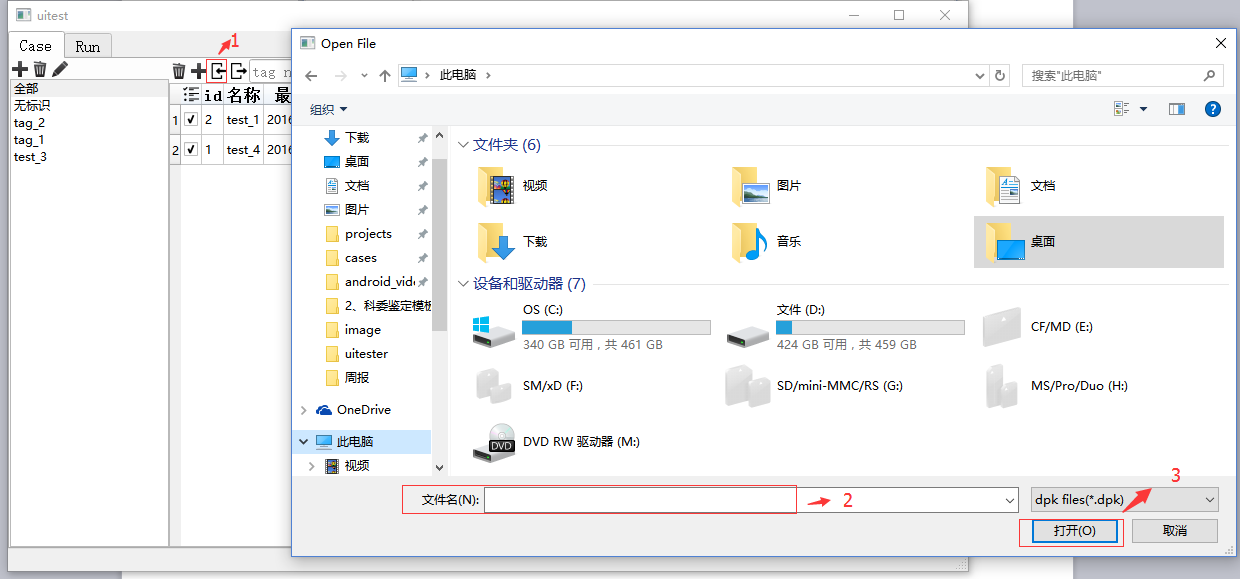 uitest
Case
Run
1
tag n
全部
无标识
tag_2
tag_1
test_3
id 名称 最
1 2 test_1 2016
2 1 test_4 2016
Open File
此电脑
搜索"此电脑"
组织
下载
桌面
文档
图片
projects
cases
android_vid
2、科委鉴定模板
image
uitester
周报
OneDrive
此电脑
视频
文件夹 (6)
视频
图片
文档
下载
音乐
桌面
设备和驱动器 (7)
OS (C:)
340 GB 可用，共 461 GB
文件 (D:)
424 GB 可用，共 459 GB
CF/MD (E:)
SM/xD (F:)
SD/mini-MMC/RS (G:)
MS/Pro/Duo (H:)
DVD
DVD RW 驱动器 (M:)
文件名(N):
2
3
dpk files(*.dpk)
打开(O)
取消